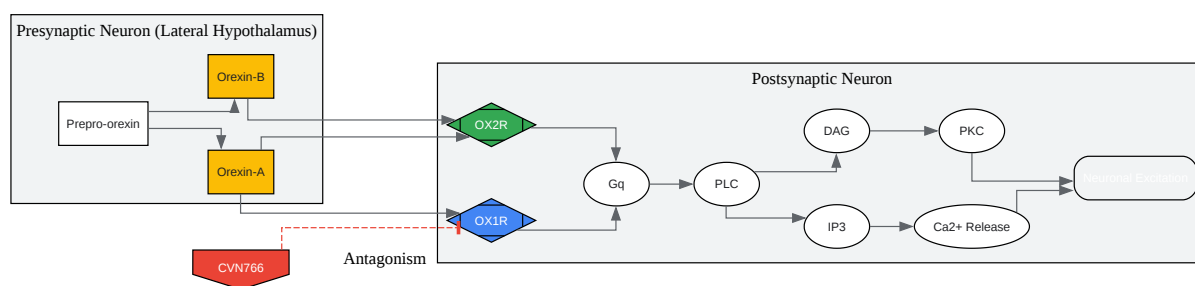 Presynaptic Neuron (Lateral Hypothalamus)
Orexin-B
Prepro-orexin
Orexin-A
CVN766
Antagonism
Postsynaptic Neuron
OX2R
OX1R
Gq
PLC
DAG
PKC
IP3
Ca2+ Release
Neuronal Excitation